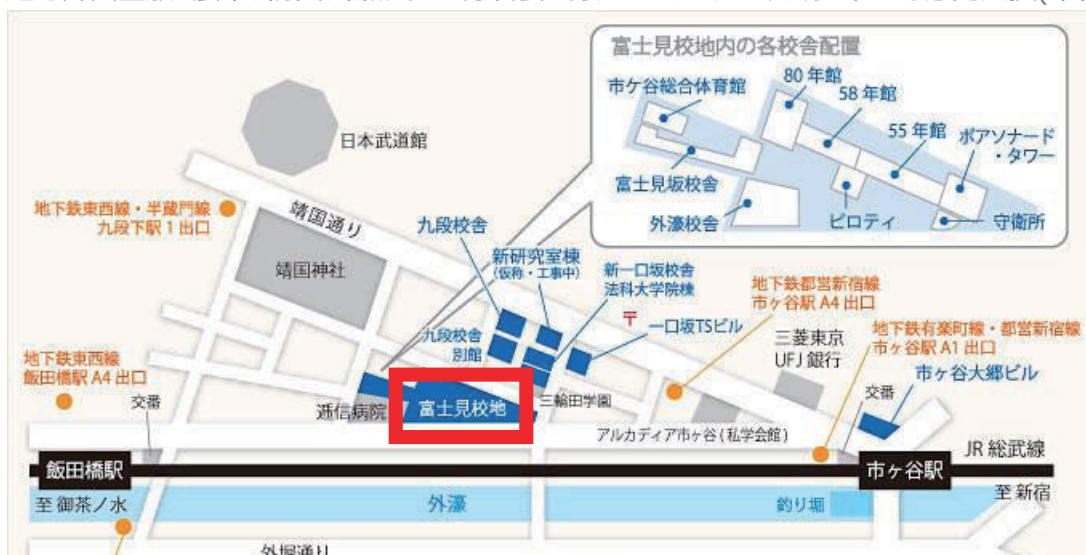 富士見校地内の各校舎配置
市ケ谷総合体育館
80年館
58年館
55年館
ボアソナード
・タワー
富士見坂校舎
外濠校舎
ピロティ
守衛所
日本武道館
地下鉄東西線・半蔵門線
九段下駅1出口
靖国通り
靖国神社
九段校舎
新研究室棟
(仮称・工事中)
新一口坂校舎
法科大学院棟
〒
一口坂TSビル
地下鉄都営新宿線
市ヶ谷駅 A4 出口
三菱東京
UFJ 銀行
地下鉄有楽町線・都営新宿線
市ヶ谷駅 A1 出口
九段校舎
別館
地下鉄東西線
飯田橋駅 A4 出口
交番
逓信病院
富士見校地
三輪田学園
アルカディア市ヶ谷(私学会館)
交番
市ヶ谷大郷ビル
JR 総武線
飯田橋駅
市ヶ谷駅
至 御茶ノ水
外濠
釣り堀
至 新宿
外堀通り